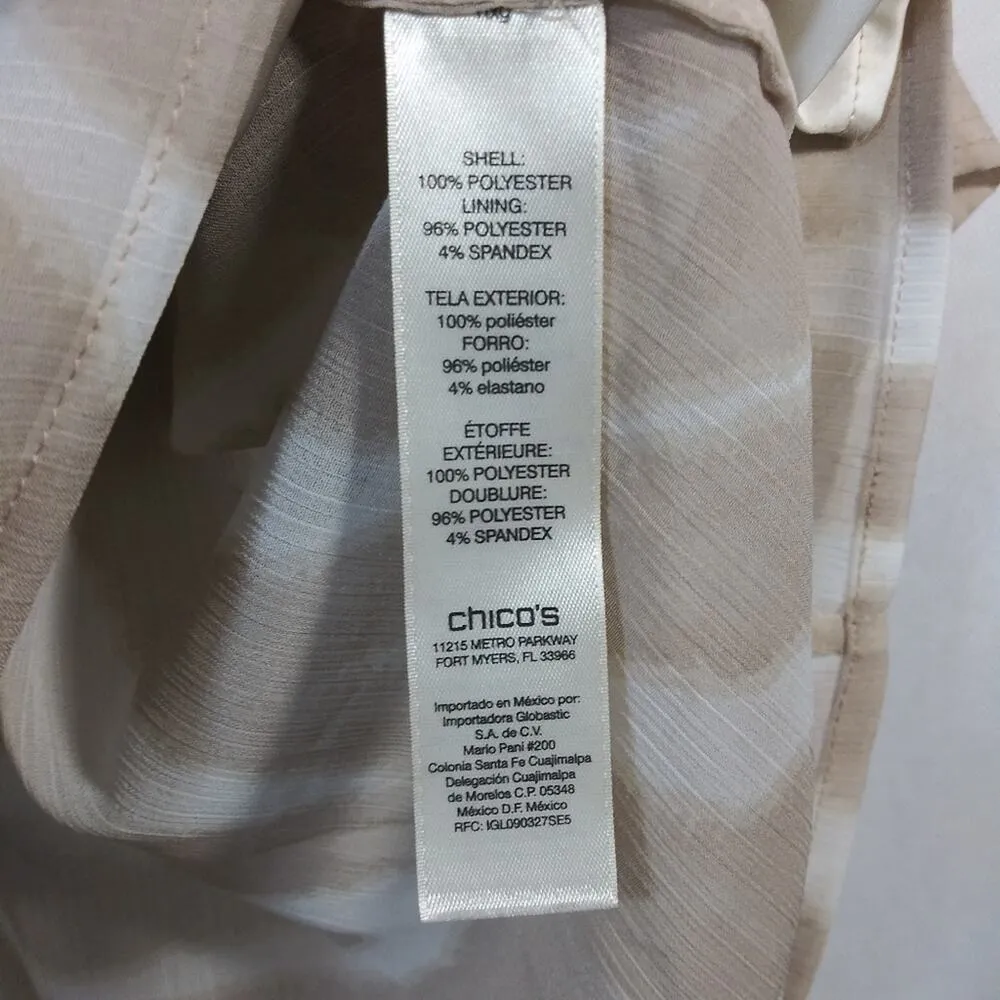 SHELL:
100% POLYESTER
LINING:
96% POLYESTER
4% SPANDEX
TELA EXTERIOR:
100% poliéster
FORRO:
96% poliéster
4% elastano
ÉTOFFE
EXTÉRIEURE:
100% POLYESTER
DOUBLURE:
96% POLYESTER
4% SPANDEX
chico's
11215 METRO PARKWAY
FORT MYERS, FL 33966
Importado en México por:
Importadora Globastic
S.A. de C.V.
Mario Pani #200
Colonia Santa Fe Cuajimalpa
Delegación Cuajimalpa
de Morelos C.P. 05348
México D.F. México
RFC: IGL090327SE5